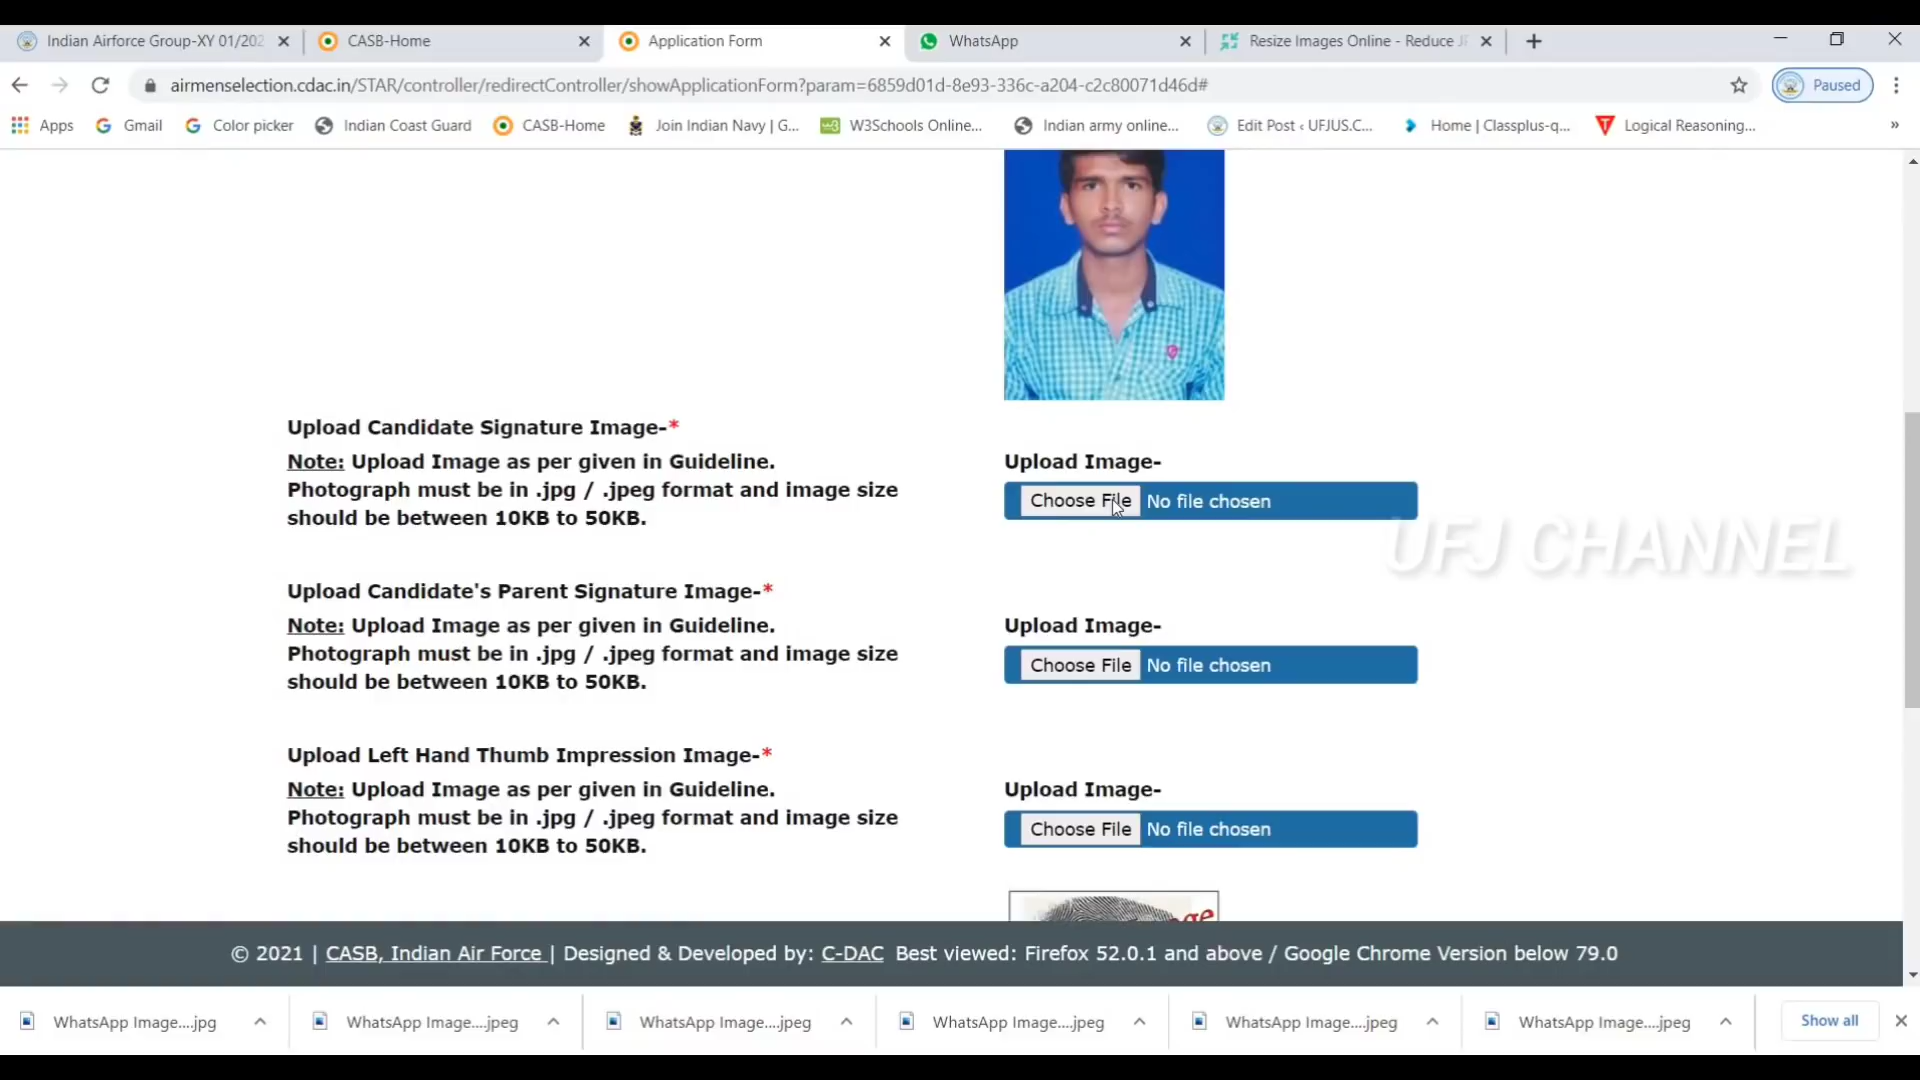 Indian Airforce Group-XY 01/202
CASB-Home
Application Form
WhatsApp
Resize Images Online - Reduce JP
airmenselection.cdac.in/STAR/controller/redirectController/showApplicationForm?param=6859d01d-8e93-336c-a204-c2c80071d46d#
Paused
Apps
Gmail
Color picker
Indian Coast Guard
CASB-Home
Join Indian Navy | G...
W3Schools Online...
Indian army online...
Edit Post ‹ UFJUS.C...
Home | Classplus-q...
Logical Reasoning...
»
Upload Candidate Signature Image-*
Note: Upload Image as per given in Guideline.
Photograph must be in .jpg / .jpeg format and image size
should be between 10KB to 50KB.
Upload Image-
Choose File No file chosen
UFJ CHANNEL
Upload Candidate's Parent Signature Image-*
Note: Upload Image as per given in Guideline.
Photograph must be in .jpg / .jpeg format and image size
should be between 10KB to 50KB.
Upload Image-
Choose File No file chosen
Upload Left Hand Thumb Impression Image-*
Note: Upload Image as per given in Guideline.
Photograph must be in .jpg / .jpeg format and image size
should be between 10KB to 50KB.
Upload Image-
Choose File No file chosen
© 2021 | CASB, Indian Air Force | Designed & Developed by: C-DAC Best viewed: Firefox 52.0.1 and above / Google Chrome Version below 79.0
WhatsApp Image....jpg
WhatsApp Image....jpeg
WhatsApp Image....jpeg
WhatsApp Image....jpeg
WhatsApp Image....jpeg
WhatsApp Image....jpeg
Show all